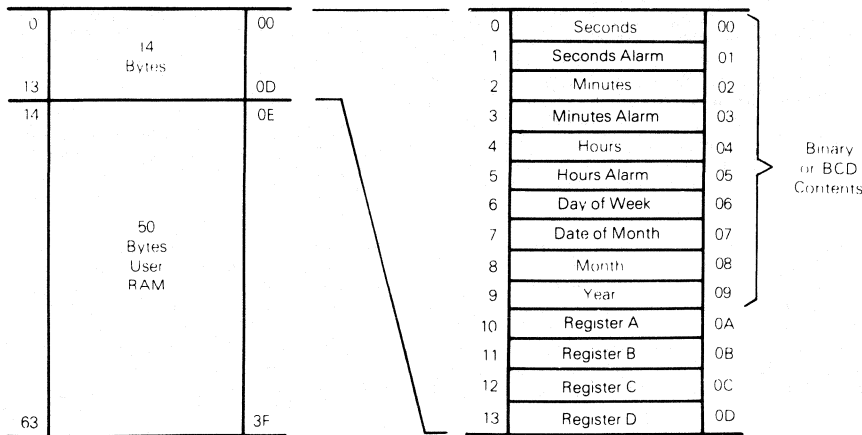 0 00
14
Bytes
13 0D
14 0E
50
Bytes
User
RAM
63 3F
0 Seconds 00
1 Seconds Alarm 01
2 Minutes 02
3 Minutes Alarm 03
4 Hours 04
5 Hours Alarm 05
6 Day of Week 06
7 Date of Month 07
8 Month 08
9 Year 09
10 Register A 0A
11 Register B 0B
12 Register C 0C
13 Register D 0D
Binary
or BCD
Contents